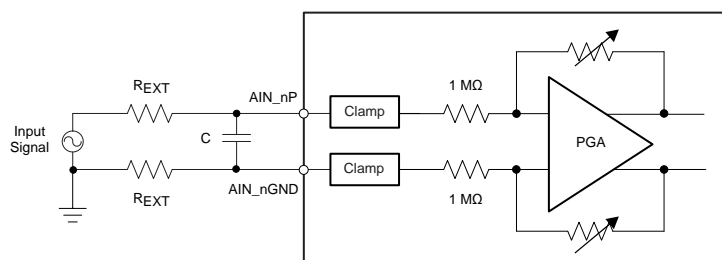 REXT
AIN_nP
Clamp
1 MΩ
Input
Signal
C
PGA
Clamp
AIN_nGND
REXT
1 MΩ